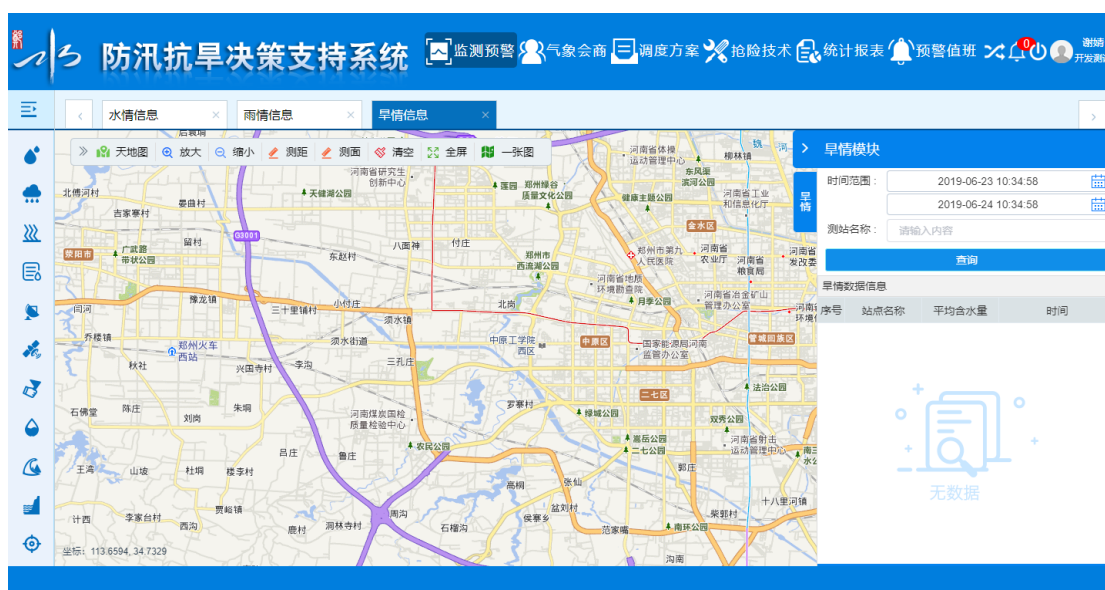 防汛抗旱决策支持系统
监测预警
气象会商
调度方案
抢险技术
统计报表
预警值班
0
谢婧
水情信息 ×
雨情信息 ×
旱情信息 ×
天地图 放大 缩小 测距 测面 清空 全屏 一张图
河南省体操
运动管理中心
柳林镇
魏
河
河南省研究生
创新中心
东风渠
滨河公园
北傅河村
天健湖公园
莲园
郑州绿谷
质量文化公园
健康主题公园
河南省工业
和信息化厅
晏曲村
吉寨村
金水区
G3001
荥阳市
广武路
带状公园
留村
八面神
付庄
东赵村
郑州市
西流湖公园
郑州市第九
人民医院
河南省
农业厅
河南省
粮食局
河南省
发改委
河南省地质
环境勘查院
豫龙镇
小付庄
北岗
月季公园
河南省冶金矿山
管理办公室
闫河
三十里铺村
须水镇
乔楼镇
郑州火车
西站
须水街道
中原工学院
西区
中原区
国家能源局河南
监管办公室
管城回族区
秋社
兴国寺村
李沟
三孔庄
二七区
法治公园
石佛堂
陈庄
刘岗
朱垌
罗寨村
绿城公园
双秀公园
河南煤炭国检
质量检验中心
农民公园
嵩岳公园
二七公园
河南省射击
运动管理中心
吕庄
鲁庄
郭庄
王湾
山坡
杜垌
楼李村
高垌
张仙
十八里河镇
贾峪镇
周沟
盆刘村
柴郭村
计西
李家台村
西沟
鹿村
洞林寺村
石榴沟
侯寨乡
范家嘴
南环公园
沟南
坐标：113.6594, 34.7329
旱情模块
旱情
时间范围：
2019-06-23 10:34:58
2019-06-24 10:34:58
测站名称：
请输入内容
查询
旱情数据信息
序号 站点名称 平均含水量 时间
无数据